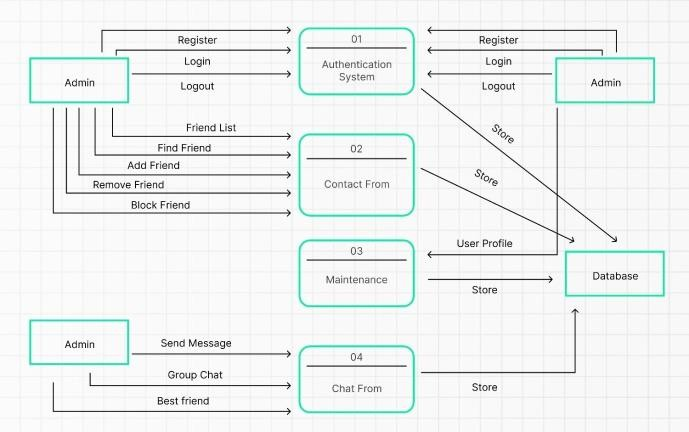 Register
01
Register
Login
Authentication
System
Login
Admin
Logout
Logout
Admin
Friend List
Store
Find Friend
02
Add Friend
Store
Remove Friend
Contact From
Block Friend
User Profile
03
Maintenance
Store
Database
Admin
Send Message
04
Group Chat
Chat From
Store
Best friend